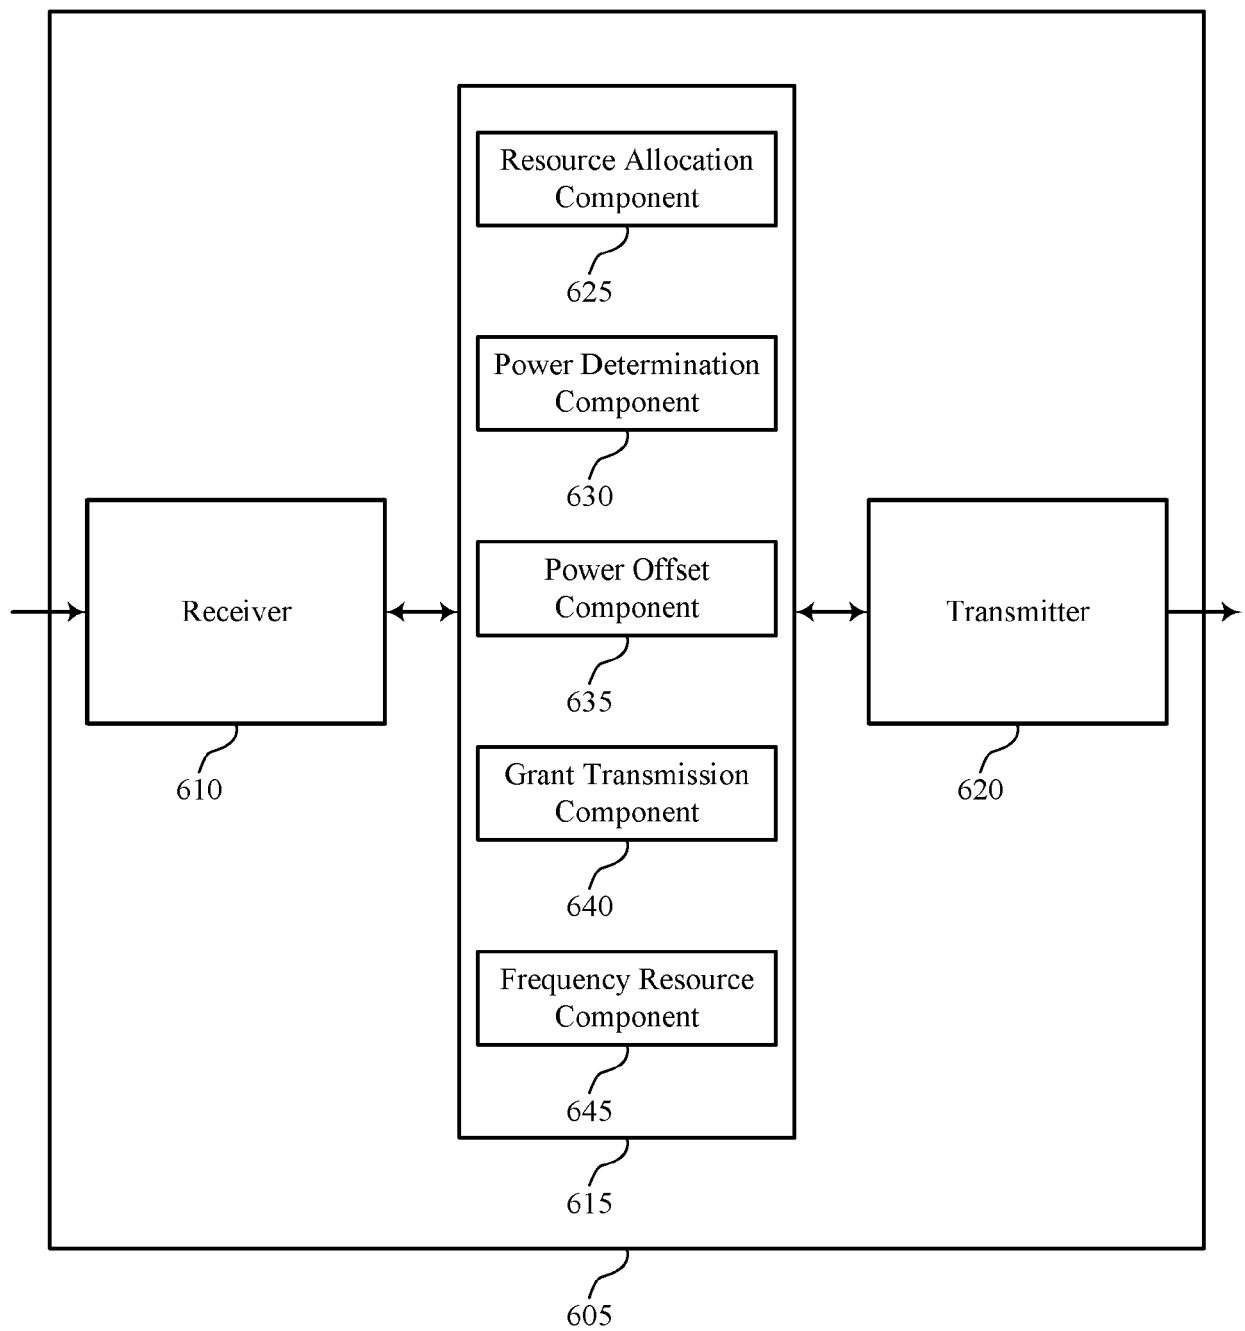 Resource Allocation
Component
625
Power Determination
Component
630
Receiver
610
Power Offset
Component
635
Transmitter
620
Grant Transmission
Component
640
Frequency Resource
Component
645
615
605